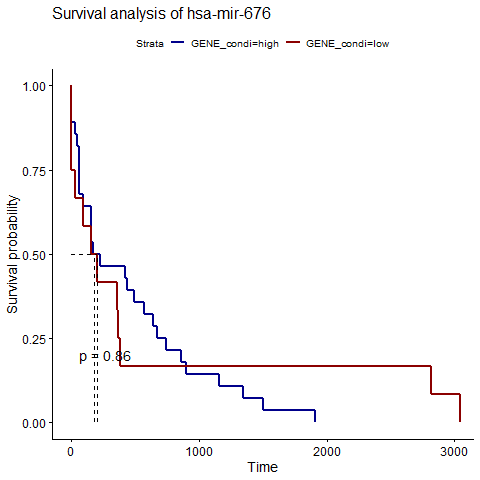 Survival analysis of hsa-mir-676
Strata GENE_condi=high GENE_condi=low
Survival probability
1.00
0.75
0.50
0.25
0.00
p = 0.86
0 1000 2000 3000
Time